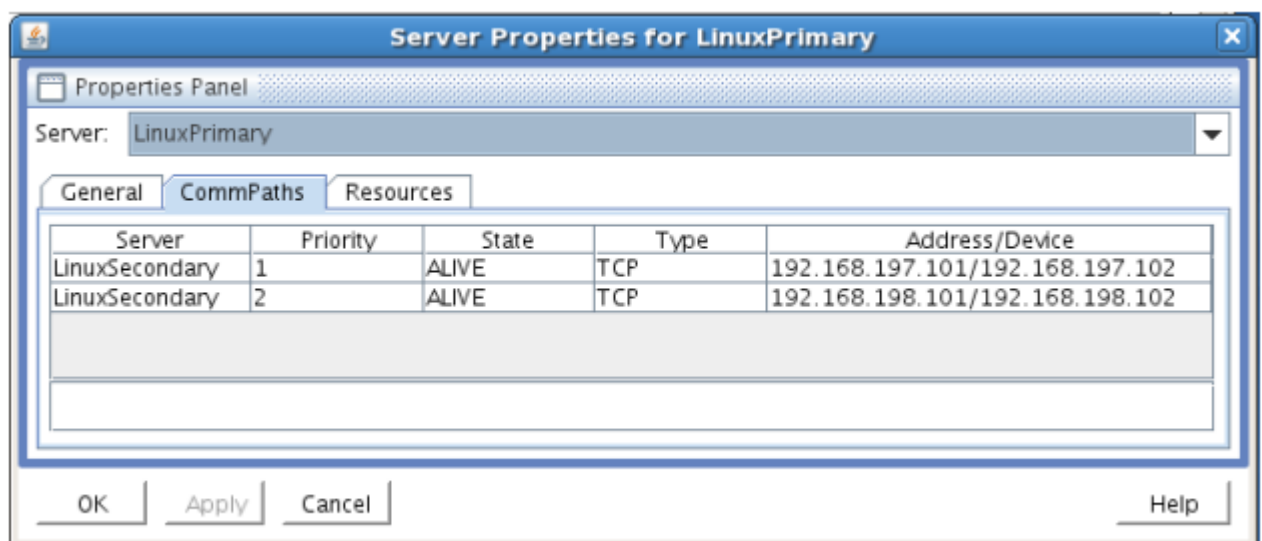 Server Properties for LinuxPrimary
Properties Panel
Server: LinuxPrimary
General CommPaths Resources
Server Priority State Type Address/Device
LinuxSecondary 1 ALIVE TCP 192.168.197.101/192.168.197.102
LinuxSecondary 2 ALIVE TCP 192.168.198.101/192.168.198.102
OK Apply Cancel Help